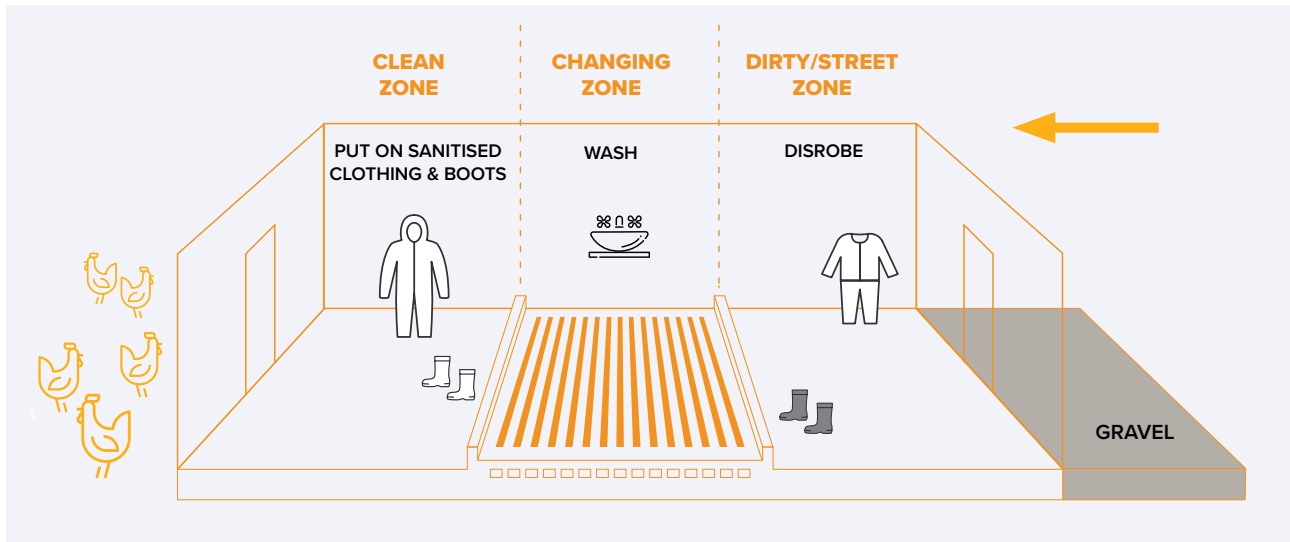 CLEAN
ZONE
CHANGING
ZONE
DIRTY/STREET
ZONE
PUT ON SANITISED
CLOTHING & BOOTS
WASH
DISROBE
GRAVEL